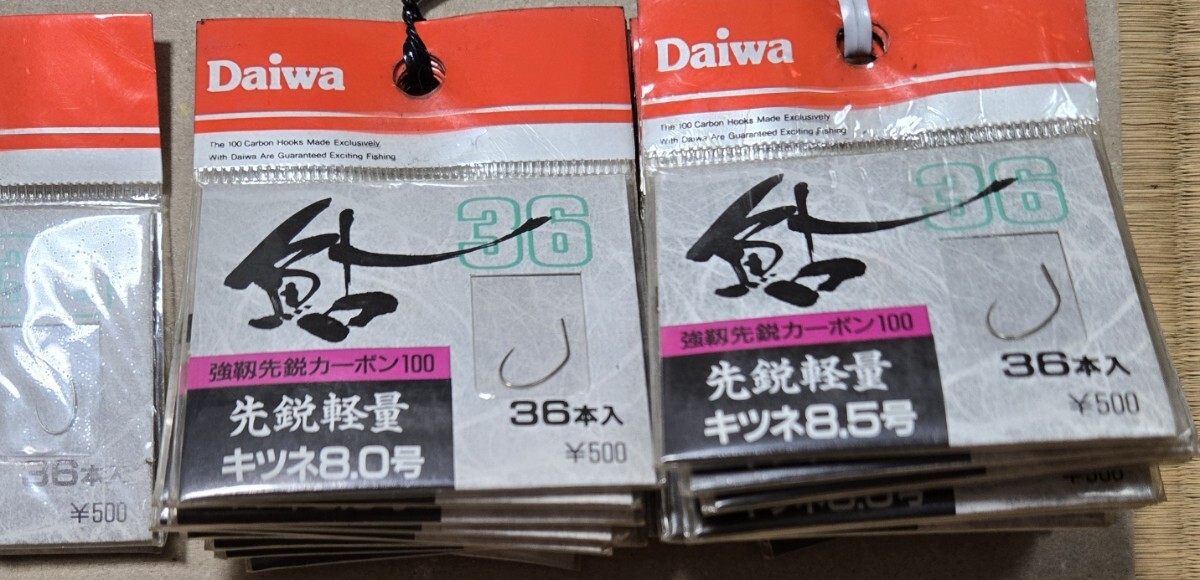 36本入
¥500
Daiwa
The 100 Carbon Hooks Made Exclusively
With Daiwa Are Guaranteed Exciting Fishing
鮎
36
強靱先鋭カーボン100
先鋭軽量
キツネ8.0号
36本入
¥500
Daiwa
The 100 Carbon Hooks Made Exclusively
With Daiwa Are Guaranteed Exciting Fishing
鮎
36
強靱先鋭カーボン100
先鋭軽量
キツネ8.5号
36本入
¥500